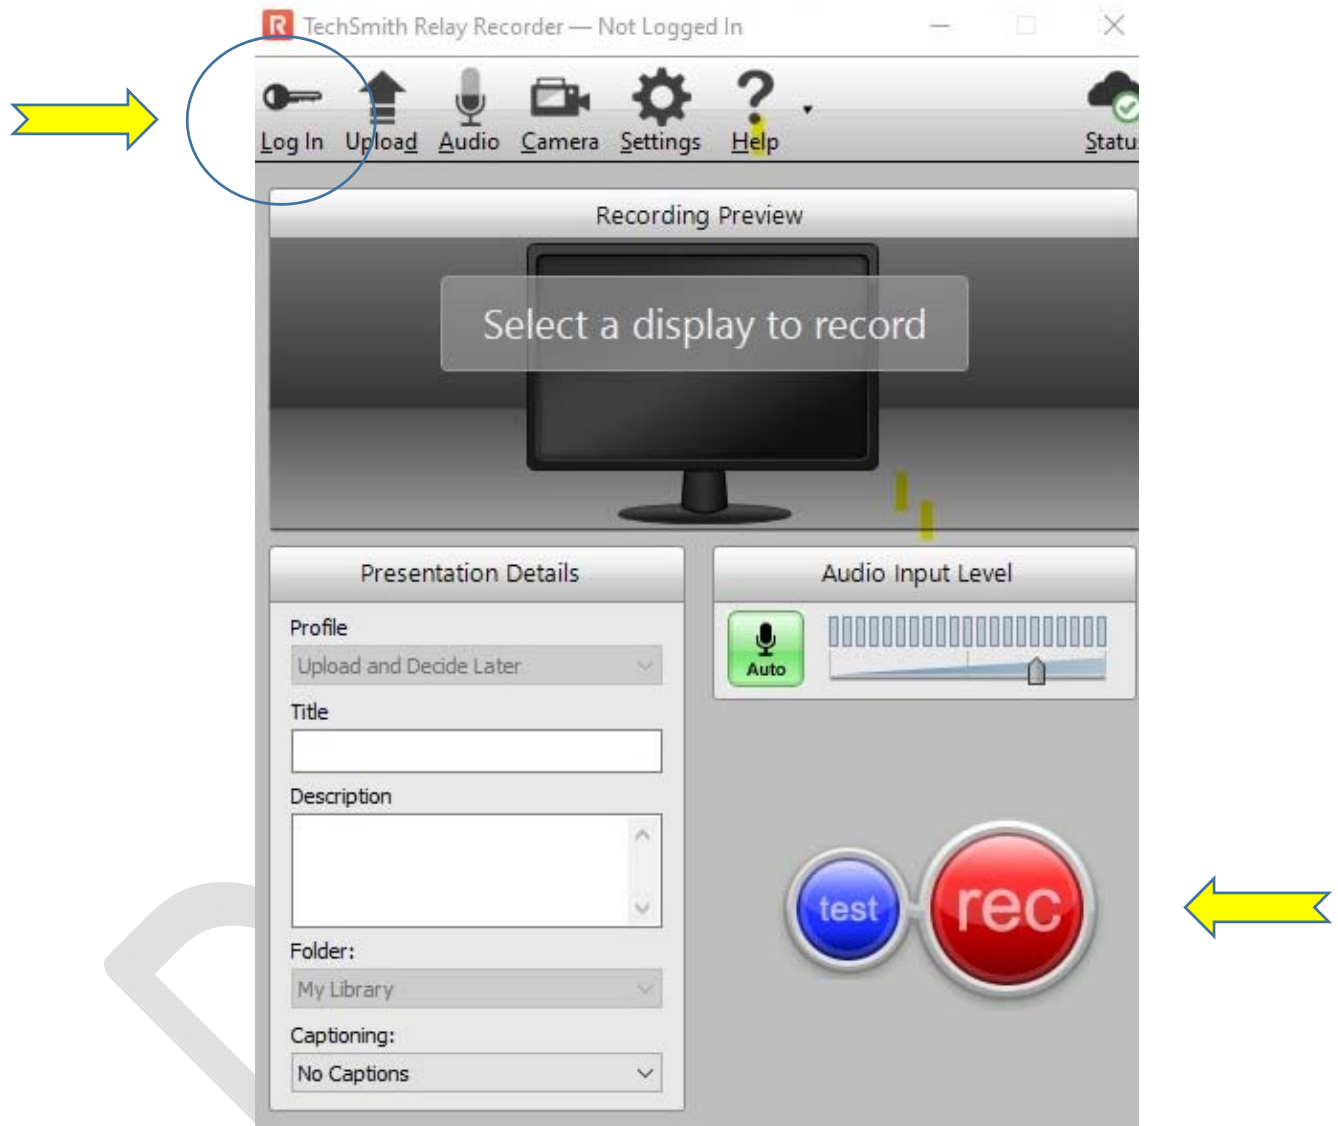 R TechSmith Relay Recorder — Not Logged In
Log In Upload Audio Camera Settings Help Statu
Recording Preview
Select a display to record
Presentation Details
Audio Input Level
Profile
Upload and Decide Later
Auto
Title
Description
test rec
Folder:
My Library
Captioning:
No Captions